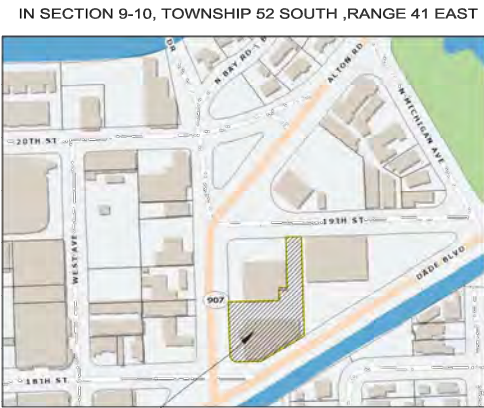 IN SECTION 9-10, TOWNSHIP 52 SOUTH ,RANGE 41 EAST
DR
N BAY RD
ALTON RD
N MICHIGAN AVE
20TH ST
19TH ST
WEST AVE
DADE BLVD
907
18TH ST